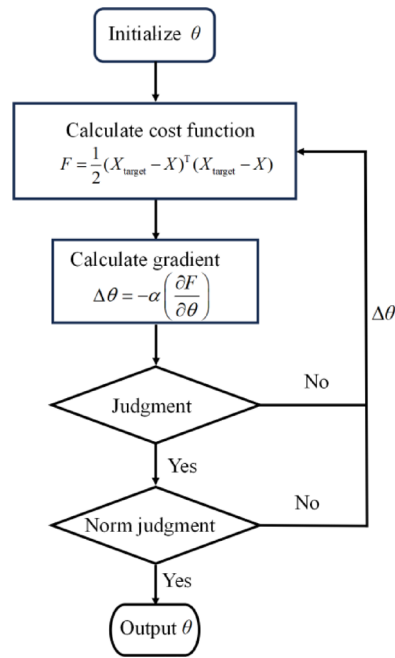 Initialize θ
Calculate cost function
F = 1/2 (X_target − X)^T (X_target − X)
Calculate gradient
Δθ = −α (∂F/∂θ)
Δθ
No
Judgment
Yes
No
Norm judgment
Yes
Output θ